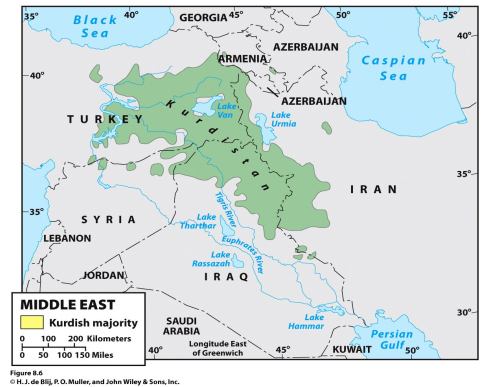 35°
45°
50°
55°
GEORGIA
Black
Sea
40°
AZERBAIJAN
ARMENIA
Caspian
Sea
40°
AZERBAIJAN
Lake
Van
Lake
Urmia
TURKEY
Kurdistan
IRAN
35°
SYRIA
Tigris River
Lake
Tharthar
35°
LEBANON
Euphrates River
Lake
Rassazah
IRAQ
JORDAN
MIDDLE EAST
Kurdish majority
0 100 200 Kilometers
0 50 100 150 Miles
30°
Lake
Hammar
SAUDI
ARABIA
Persian
Gulf
KUWAIT
40°
Longitude East
of Greenwich
45°
50°
Figure 8.6
© H. J. de Blij, P. O. Muller, and John Wiley & Sons, Inc.